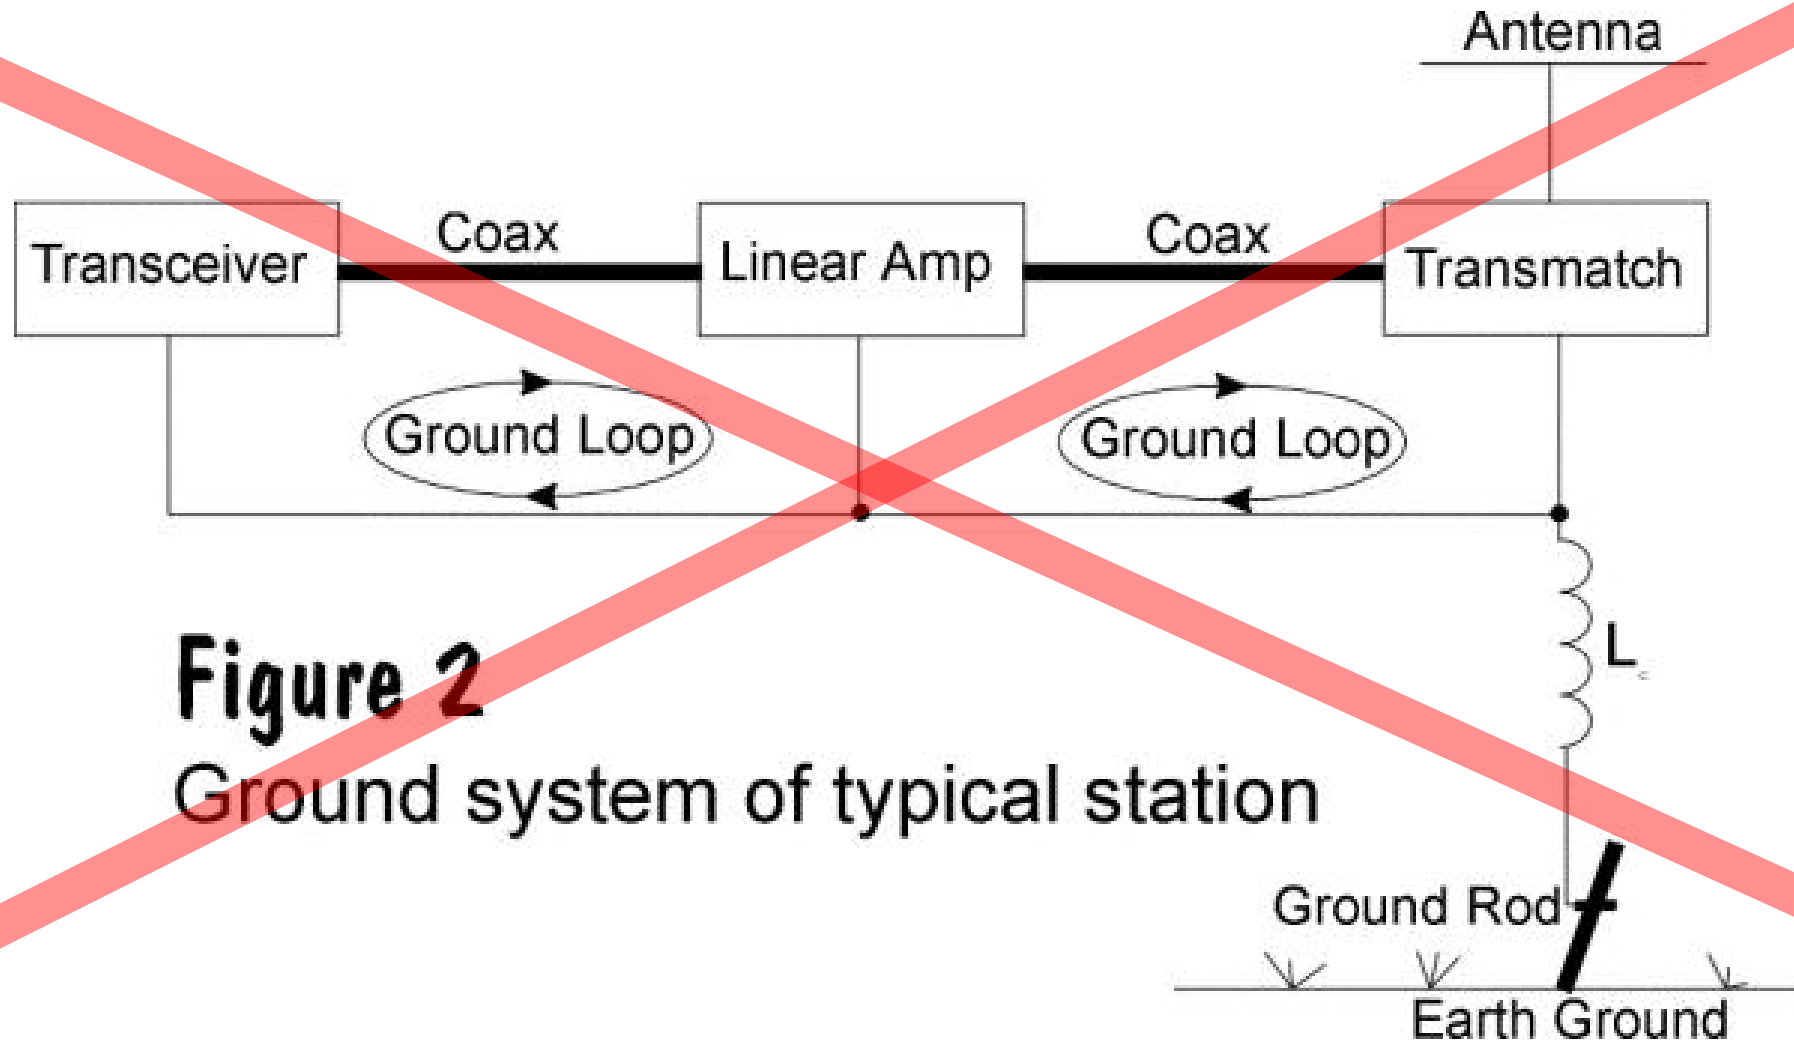 Antenna
Transceiver
Coax
Linear Amp
Coax
Transmatch
Ground Loop
Ground Loop
L
Figure 2
Ground system of typical station
Ground Rod
Earth Ground